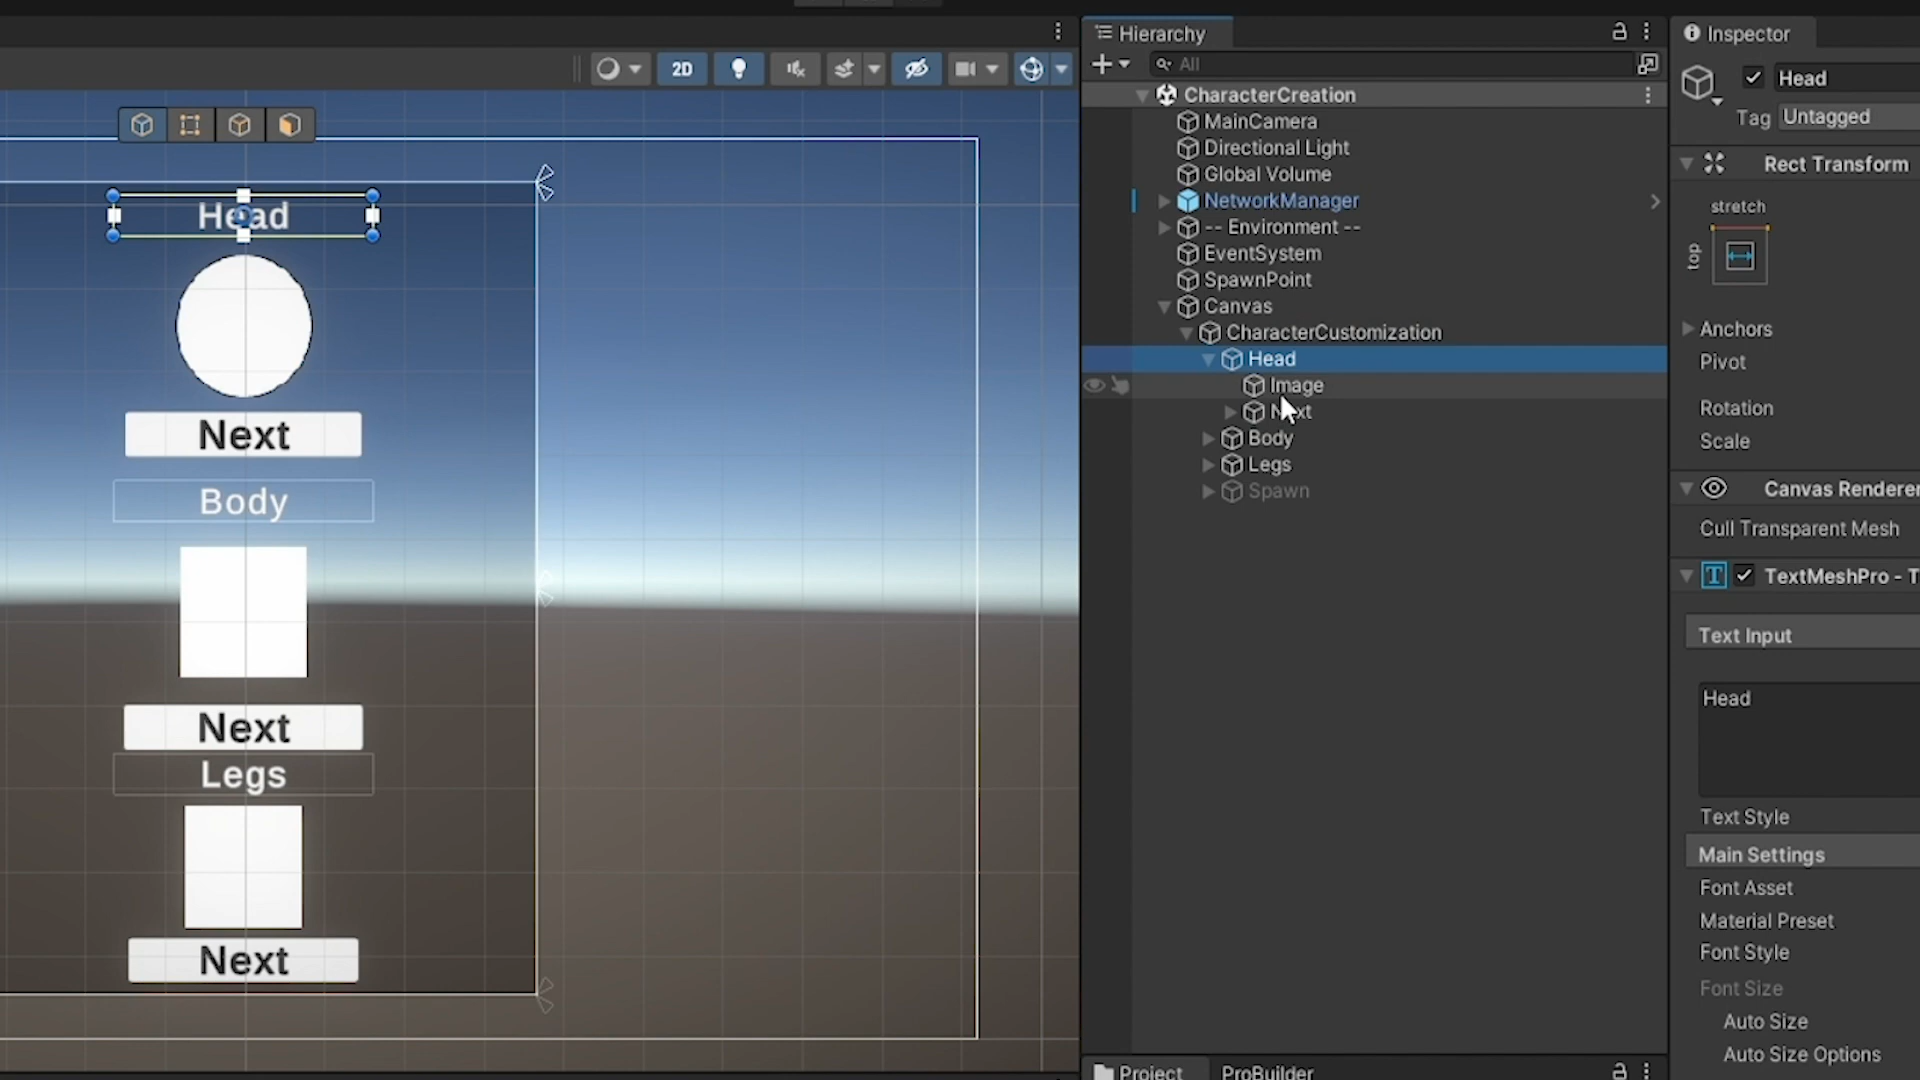 Hierarchy
Inspector
2D
All
Head
CharacterCreation
Tag Untagged
MainCamera
Directional Light
Rect Transform
Global Volume
Head
NetworkManager
stretch
-- Environment --
EventSystem
top
SpawnPoint
Canvas
CharacterCustomization
Anchors
Head
Pivot
Image
Next
Next
Rotation
Body
Scale
Legs
Spawn
Body
Canvas Renderer
Cull Transparent Mesh
TextMeshPro - T
Text Input
Head
Next
Legs
Text Style
Main Settings
Font Asset
Material Preset
Next
Font Style
Font Size
Auto Size
Auto Size Options
Project
ProBuilder